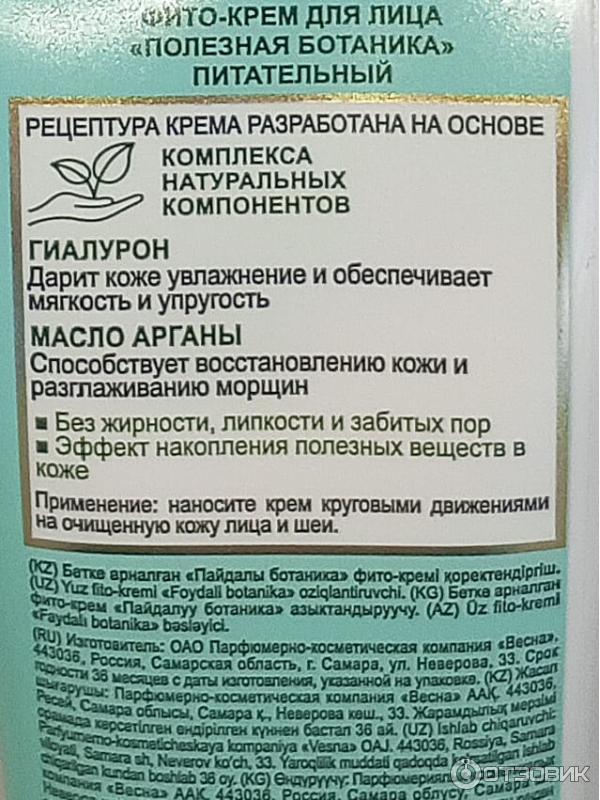 ФИТО-КРЕМ ДЛЯ ЛИЦА
«ПОЛЕЗНАЯ БОТАНИКА»
ПИТАТЕЛЬНЫЙ
РЕЦЕПТУРА КРЕМА РАЗРАБОТАНА НА ОСНОВЕ
КОМПЛЕКСА
НАТУРАЛЬНЫХ
КОМПОНЕНТОВ
ГИАЛУРОН
Дарит коже увлажнение и обеспечивает
мягкость и упругость
МАСЛО АРГАНЫ
Способствует восстановлению кожи и
разглаживанию морщин
▪ Без жирности, липкости и забитых пор
▪ Эффект накопления полезных веществ в
коже
Применение: наносите крем круговыми движениями
на очищенную кожу лица и шеи.
(KZ) Бетке арналған «Пайдалы ботаника» фито-кремі қоректендіргіш.
(UZ) Yuz fito-kremi «Foydali botanika» oziqlantiruvchi. (KG) Бетке арналган
фито-крем «Пайдалуу ботаника» азыктандыруучу. (AZ) Üz fito-kremi
«Faydalı botanika» bəsləyici.
(RU) Изготовитель: ОАО Парфюмерно-косметическая компания «Весна»,
443036, Россия, Самарская область, г. Самара, ул. Неверова, 33. Срок
годности 36 месяцев с даты изготовления, указанной на упаковке. (KZ) Жасап
шығарушы: Парфюмерно-косметическая компания «Весна» ААҚ. 443036,
Ресей, Самара облысы, Самара қ., Неверова көш., 33. Жарамдылық мерзімі
орамада көрсетілген өндірілген күннен бастап 36 ай. (UZ) Ishlab chiqaruvchi:
Parfyumerno-kosmeticheskaya kompaniya «Vesna» OAJ. 443036, Rossiya, Samara
viloyati, Samara sh, Neverov ko'ch, 33. Yaroqlilik muddati qadoqda ishlab
chiqarilgan kundan boshlab 36 oy. (KG) Өндүрүүчү: Парфюмерно
компания «Весна» ААК. 443036,
ОТЗОВИК